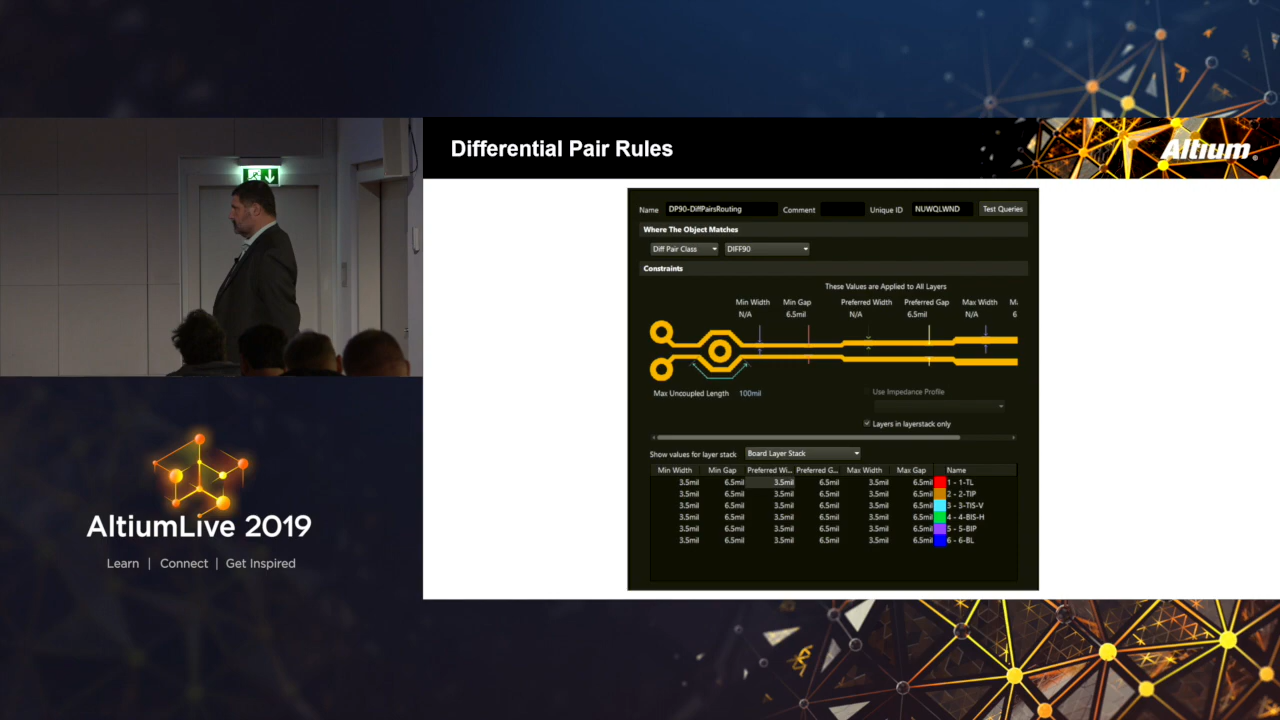 Differential Pair Rules
Altium®
Name DP90-DiffPairsRouting Comment Unique ID NUWQLWND Test Queries
Where The Object Matches
Diff Pair Class DIFF90
Constraints
These Values are Applied to All Layers
Min Width Min Gap Preferred Width Preferred Gap Max Width Ma
N/A 6.5mil N/A 6.5mil N/A 6
Max Uncoupled Length 100mil
Use Impedance Profile
Layers in layerstack only
Show values for layer stack Board Layer Stack
Min Width Min Gap Preferred Wi... Preferred G... Max Width Max Gap Name
3.5mil 6.5mil 3.5mil 6.5mil 3.5mil 6.5mil 1 - 1-TL
3.5mil 6.5mil 3.5mil 6.5mil 3.5mil 6.5mil 2 - 2-TIP
3.5mil 6.5mil 3.5mil 6.5mil 3.5mil 6.5mil 3 - 3-TIS-V
3.5mil 6.5mil 3.5mil 6.5mil 3.5mil 6.5mil 4 - 4-BIS-H
3.5mil 6.5mil 3.5mil 6.5mil 3.5mil 6.5mil 5 - 5-BIP
3.5mil 6.5mil 3.5mil 6.5mil 3.5mil 6.5mil 6 - 6-BL
AltiumLive 2019
Learn | Connect | Get Inspired